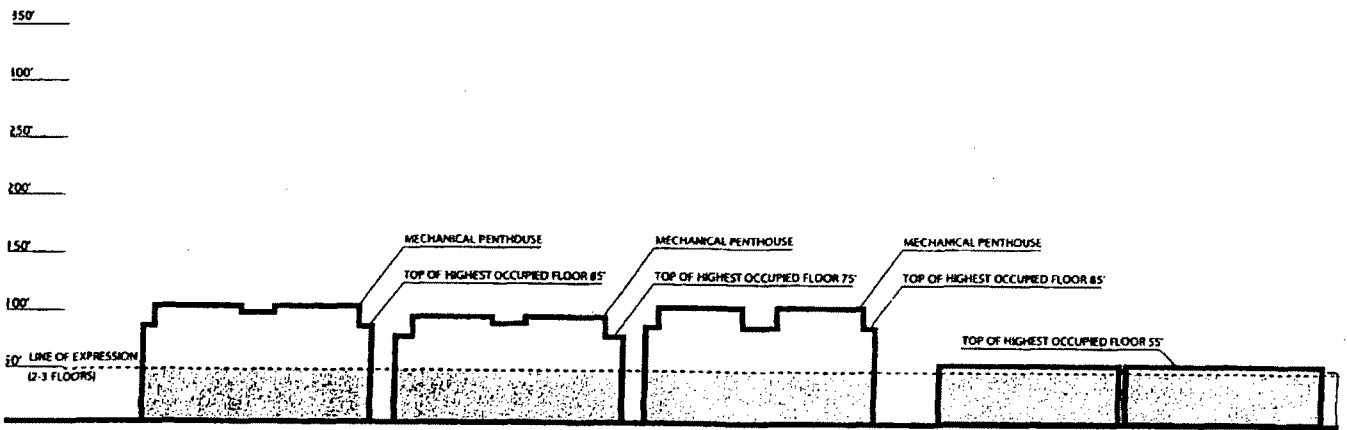 350'
300'
250'
200'
150'
MECHANICAL PENTHOUSE
MECHANICAL PENTHOUSE
MECHANICAL PENTHOUSE
TOP OF HIGHEST OCCUPIED FLOOR 85'
TOP OF HIGHEST OCCUPIED FLOOR 75'
TOP OF HIGHEST OCCUPIED FLOOR 85'
100'
TOP OF HIGHEST OCCUPIED FLOOR 55'
50' LINE OF EXPRESSION
(2-3 FLOORS)